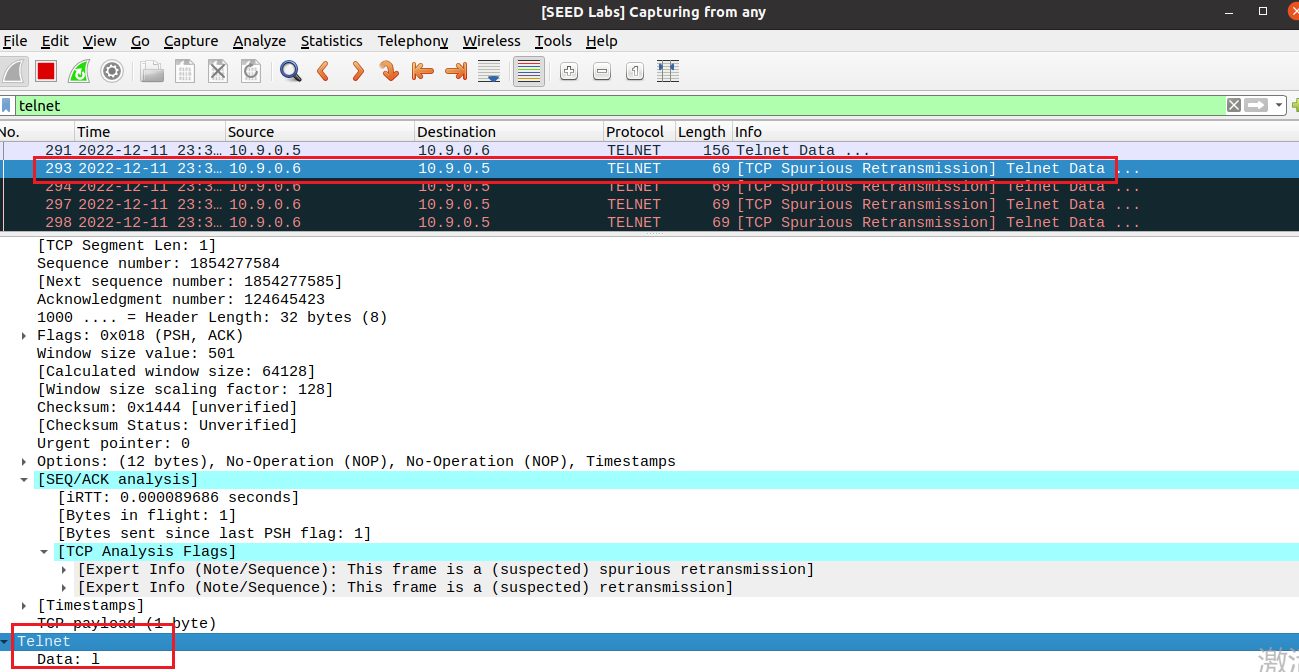 [SEED Labs] Capturing from any
File Edit View Go Capture Analyze Statistics Telephony Wireless Tools Help
telnet
No. Time Source Destination Protocol Length Info
291 2022-12-11 23:3… 10.9.0.5 10.9.0.6 TELNET 156 Telnet Data ...
293 2022-12-11 23:3… 10.9.0.6 10.9.0.5 TELNET 69 [TCP Spurious Retransmission] Telnet Data ...
294 2022-12-11 23:3… 10.9.0.6 10.9.0.5 TELNET 69 [TCP Spurious Retransmission] Telnet Data ...
297 2022-12-11 23:3… 10.9.0.6 10.9.0.5 TELNET 69 [TCP Spurious Retransmission] Telnet Data ...
298 2022-12-11 23:3… 10.9.0.6 10.9.0.5 TELNET 69 [TCP Spurious Retransmission] Telnet Data ...
[TCP Segment Len: 1]
Sequence number: 1854277584
[Next sequence number: 1854277585]
Acknowledgment number: 124645423
1000 .... = Header Length: 32 bytes (8)
Flags: 0x018 (PSH, ACK)
Window size value: 501
[Calculated window size: 64128]
[Window size scaling factor: 128]
Checksum: 0x1444 [unverified]
[Checksum Status: Unverified]
Urgent pointer: 0
Options: (12 bytes), No-Operation (NOP), No-Operation (NOP), Timestamps
[SEQ/ACK analysis]
[iRTT: 0.000089686 seconds]
[Bytes in flight: 1]
[Bytes sent since last PSH flag: 1]
[TCP Analysis Flags]
[Expert Info (Note/Sequence): This frame is a (suspected) spurious retransmission]
[Expert Info (Note/Sequence): This frame is a (suspected) retransmission]
[Timestamps]
TCP payload (1 byte)
Telnet
Data: l